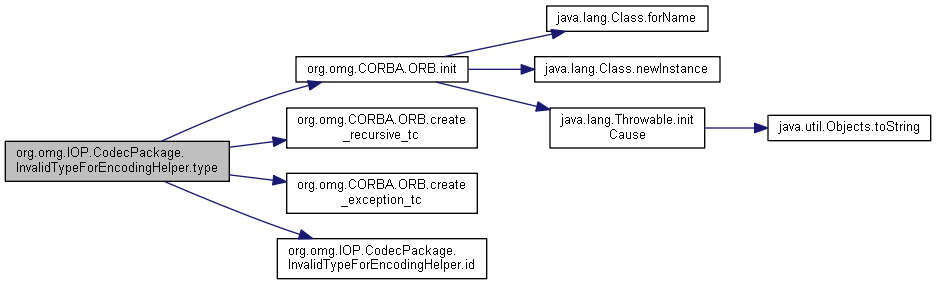 java.lang.Class.forName
org.omg.CORBA.ORB.init
java.lang.Class.newInstance
org.omg.CORBA.ORB.create
_recursive_tc
java.lang.Throwable.init
Cause
java.util.Objects.toString
org.omg.IOP.CodecPackage.
InvalidTypeForEncodingHelper.type
org.omg.CORBA.ORB.create
_exception_tc
org.omg.IOP.CodecPackage.
InvalidTypeForEncodingHelper.id